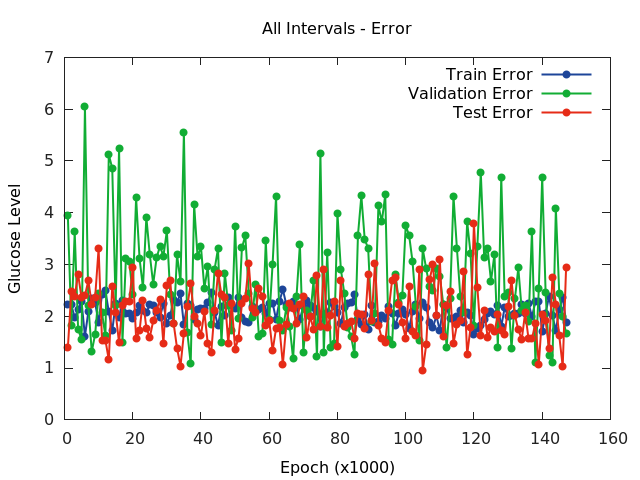 All Intervals - Error
7
6
5
4
3
2
1
0
Glucose Level
Train Error
Validation Error
Test Error
0 20 40 60 80 100 120 140 160
Epoch (x1000)